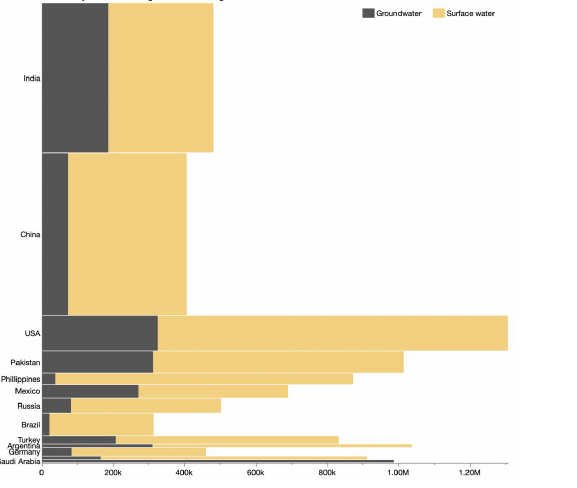 Groundwater Surface water
India
China
USA
Pakistan
Phillippines
Mexico
Russia
Brazil
Turkey
Argentina
Germany
Saudi Arabia
0 200k 400k 600k 800k 1.00M 1.20M